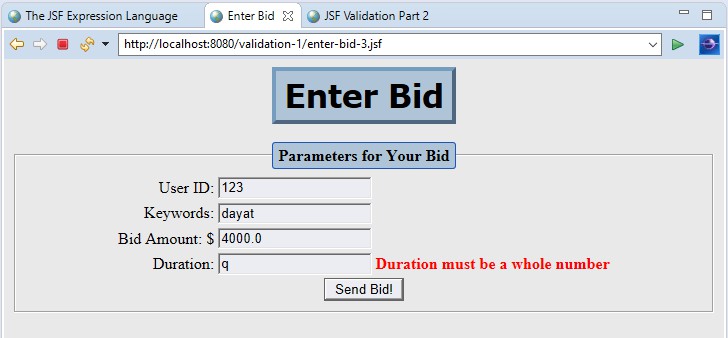 The JSF Expression Language Enter Bid JSF Validation Part 2
http://localhost:8080/validation-1/enter-bid-3.jsf
Enter Bid
Parameters for Your Bid
User ID: 123
Keywords: dayat
Bid Amount: $ 4000.0
Duration: q Duration must be a whole number
Send Bid!